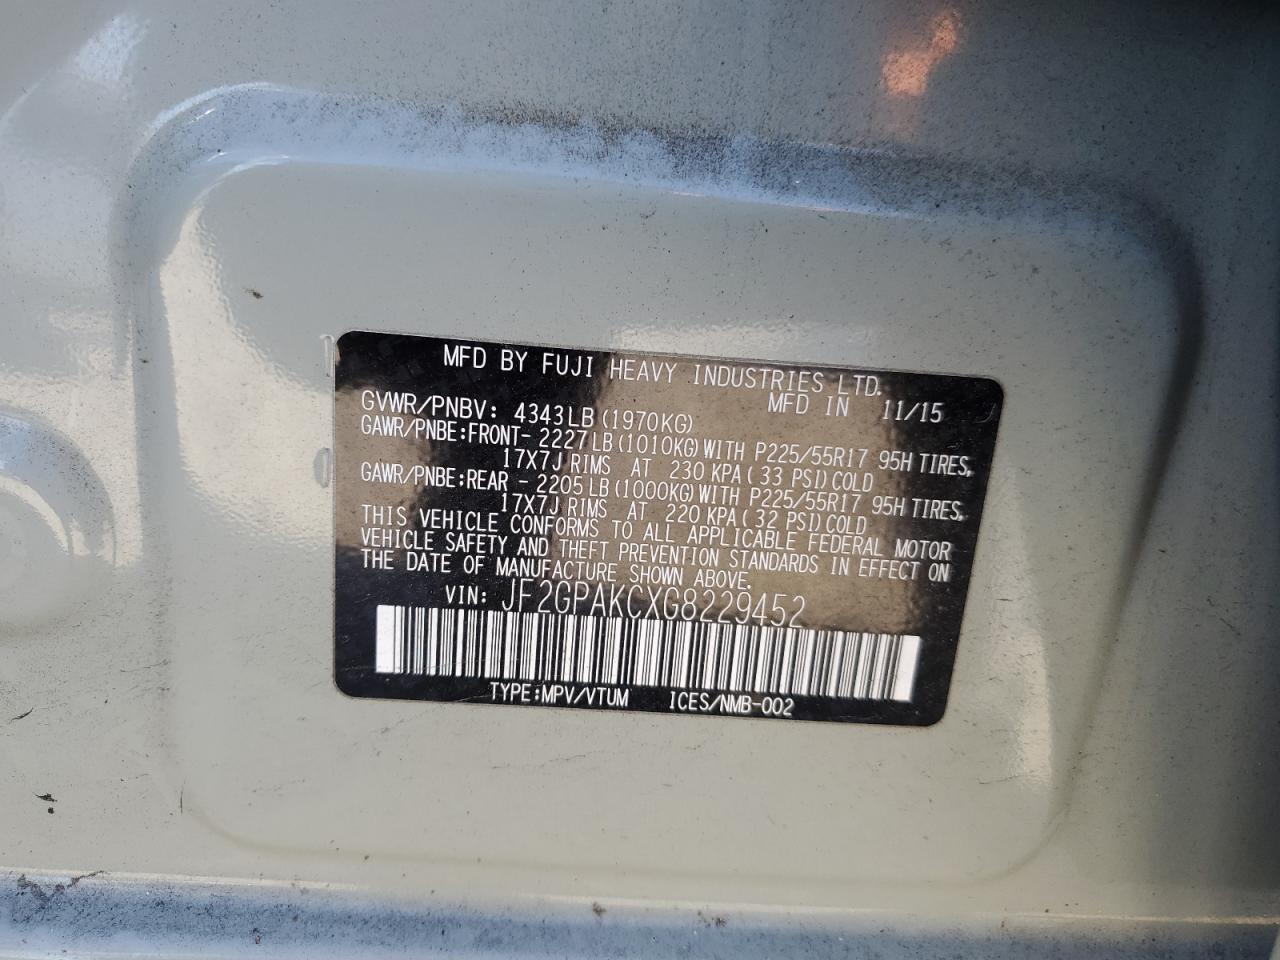 MFD BY FUJI HEAVY INDUSTRIES LTD.
MFD IN 11/15
GVWR/PNBV: 4343LB(1970KG)
GAWR/PNBE:FRONT- 2227LB(1010KG)WITH P225/55R17 95H TIRES,
17X7J RIMS AT 230 KPA(33 PSI)COLD
GAWR/PNBE:REAR - 2205LB(1000KG)WITH P225/55R17 95H TIRES,
17X7J RIMS AT 220 KPA(32 PSI)COLD
THIS VEHICLE CONFORMS TO ALL APPLICABLE FEDERAL MOTOR
VEHICLE SAFETY AND THEFT PREVENTION STANDARDS IN EFFECT ON
THE DATE OF MANUFACTURE SHOWN ABOVE.
VIN: JF2GPAKCXG8229452
TYPE:MPV/VTUM ICES/NMB-002